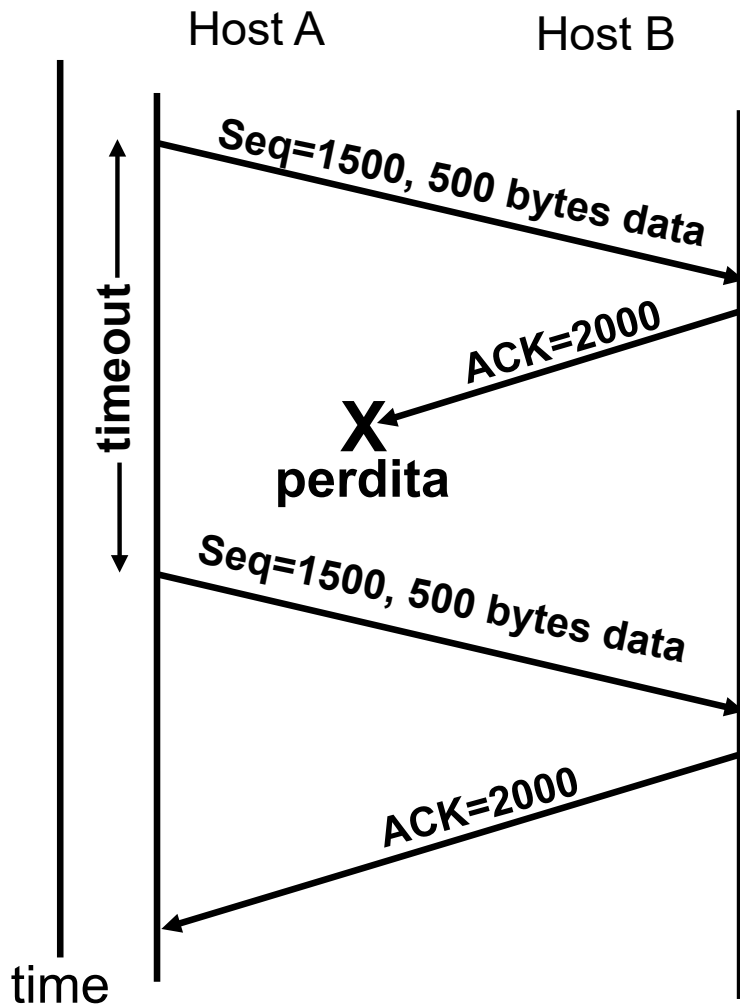 Host A
Host B
Seq=1500, 500 bytes data
ACK=2000
timeout
X
perdita
Seq=1500, 500 bytes data
ACK=2000
time